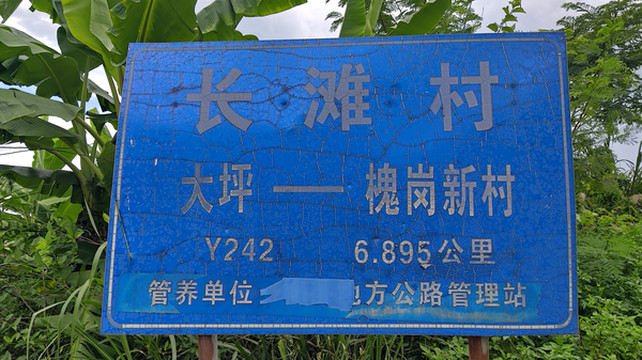 长滩村
大坪 — 槐岗新村
Y242 6.895公里
管养单位 地方公路管理站